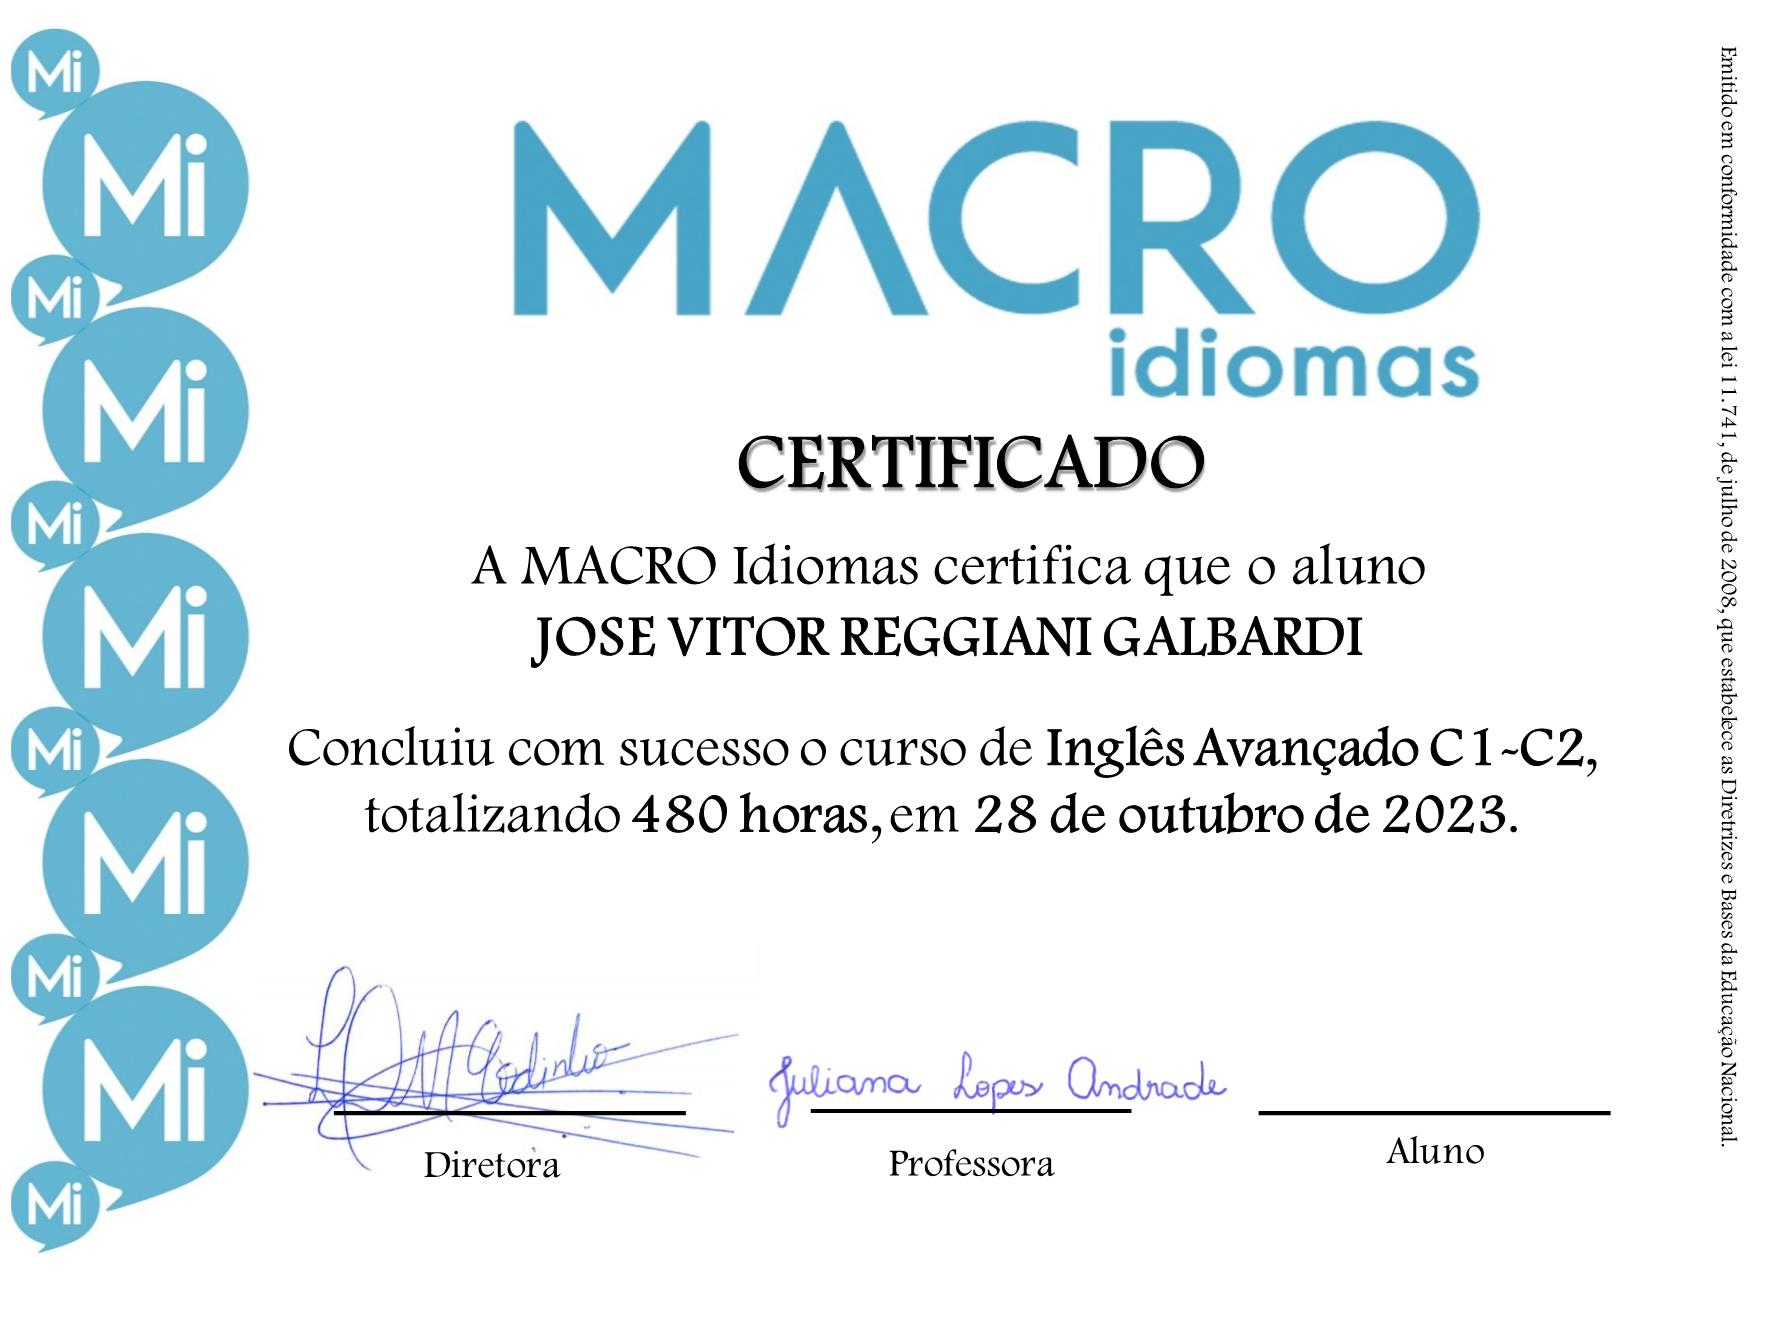 Mi
Mi
Mi
Mi
Mi
Mi
Mi
Mi
Mi
Mi
Mi
MACRO
idiomas
CERTIFICADO
A MACRO Idiomas certifica que o aluno
JOSE VITOR REGGIANI GALBARDI
Concluiu com sucesso o curso de Inglês Avançado C1-C2,
totalizando 480 horas, em 28 de outubro de 2023.
Juliana Lopes Andrade
Diretora
Professora
Aluno
Emitido em conformidade com a lei 11.741, de julho de 2008, que estabelece as Diretrizes e Bases da Educação Nacional.